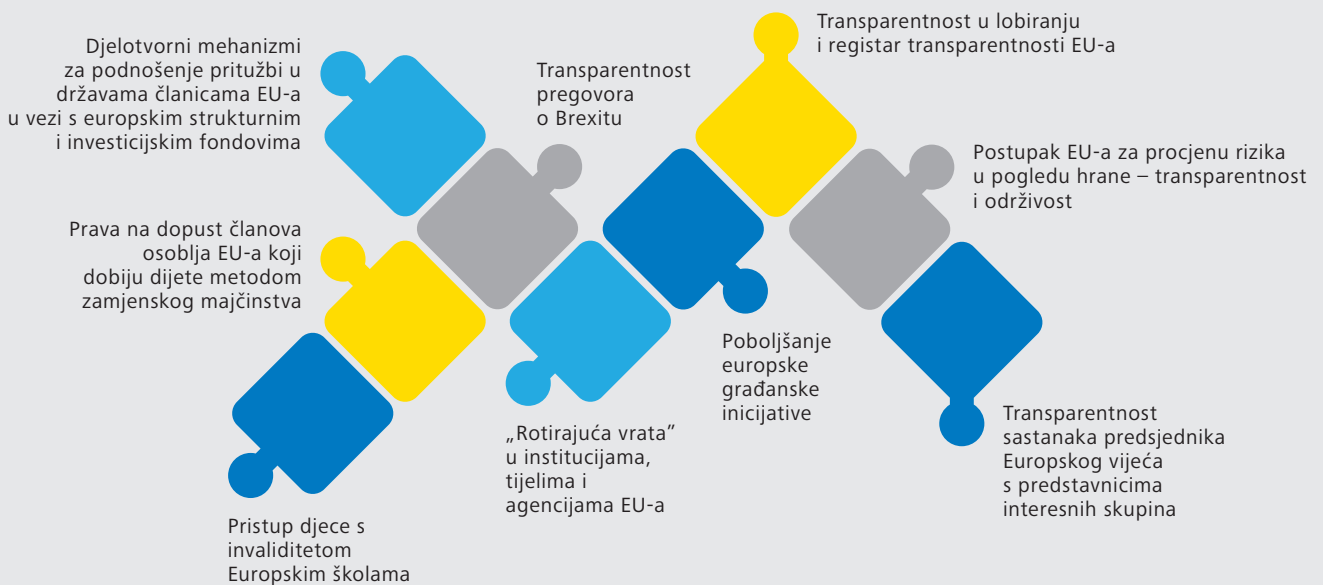 Djelotvorni mehanizmi
za podnošenje pritužbi u
državama članicama EU-a
u vezi s europskim strukturnim
i investicijskim fondovima
Transparentnost
pregovora
o Brexitu
Transparentnost u lobiranju
i registar transparentnosti EU-a
Postupak EU-a za procjenu rizika
u pogledu hrane – transparentnost
i održivost
Prava na dopust članova
osoblja EU-a koji
dobiju dijete metodom
zamjenskog majčinstva
Poboljšanje
europske
građanske
inicijative
„Rotirajuća vrata”
u institucijama,
tijelima i
agencijama EU-a
Transparentnost
sastanaka predsjednika
Europskog vijeća
s predstavnicima
interesnih skupina
Pristup djece s
invaliditetom
Europskim školama